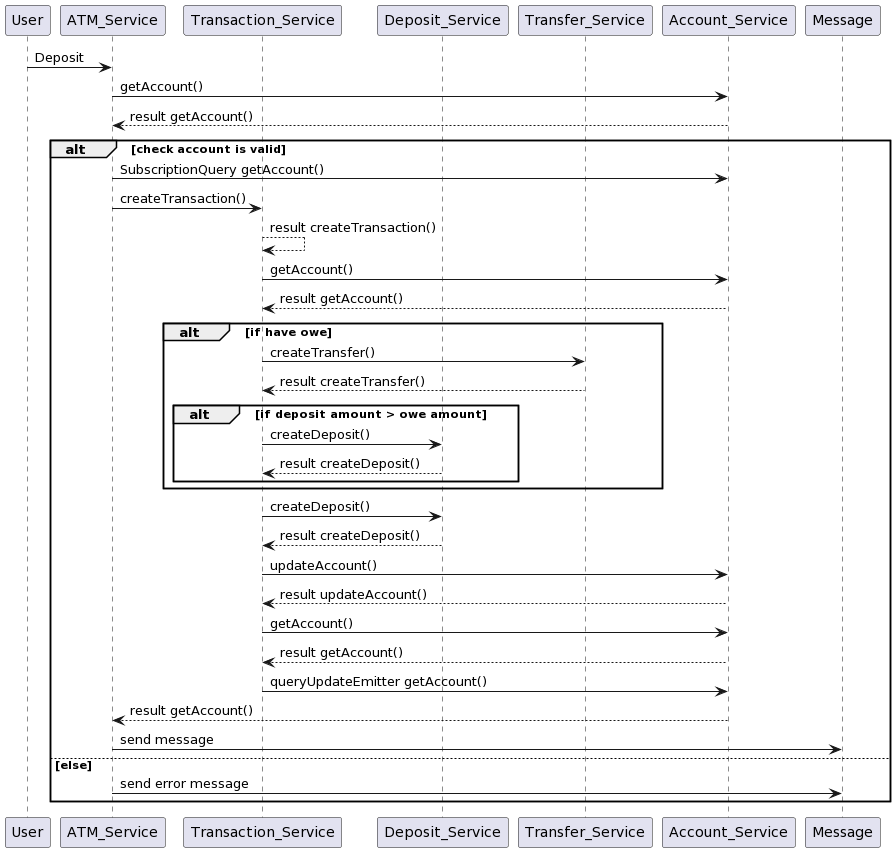 User ATM_Service Transaction_Service Deposit_Service Transfer_Service Account_Service Message
Deposit
getAccount()
result getAccount()
alt [check account is valid]
SubscriptionQuery getAccount()
createTransaction()
result createTransaction()
getAccount()
result getAccount()
alt [if have owe]
createTransfer()
result createTransfer()
alt [if deposit amount > owe amount]
createDeposit()
result createDeposit()
createDeposit()
result createDeposit()
updateAccount()
result updateAccount()
getAccount()
result getAccount()
queryUpdateEmitter getAccount()
result getAccount()
send message
[else]
send error message
User ATM_Service Transaction_Service Deposit_Service Transfer_Service Account_Service Message